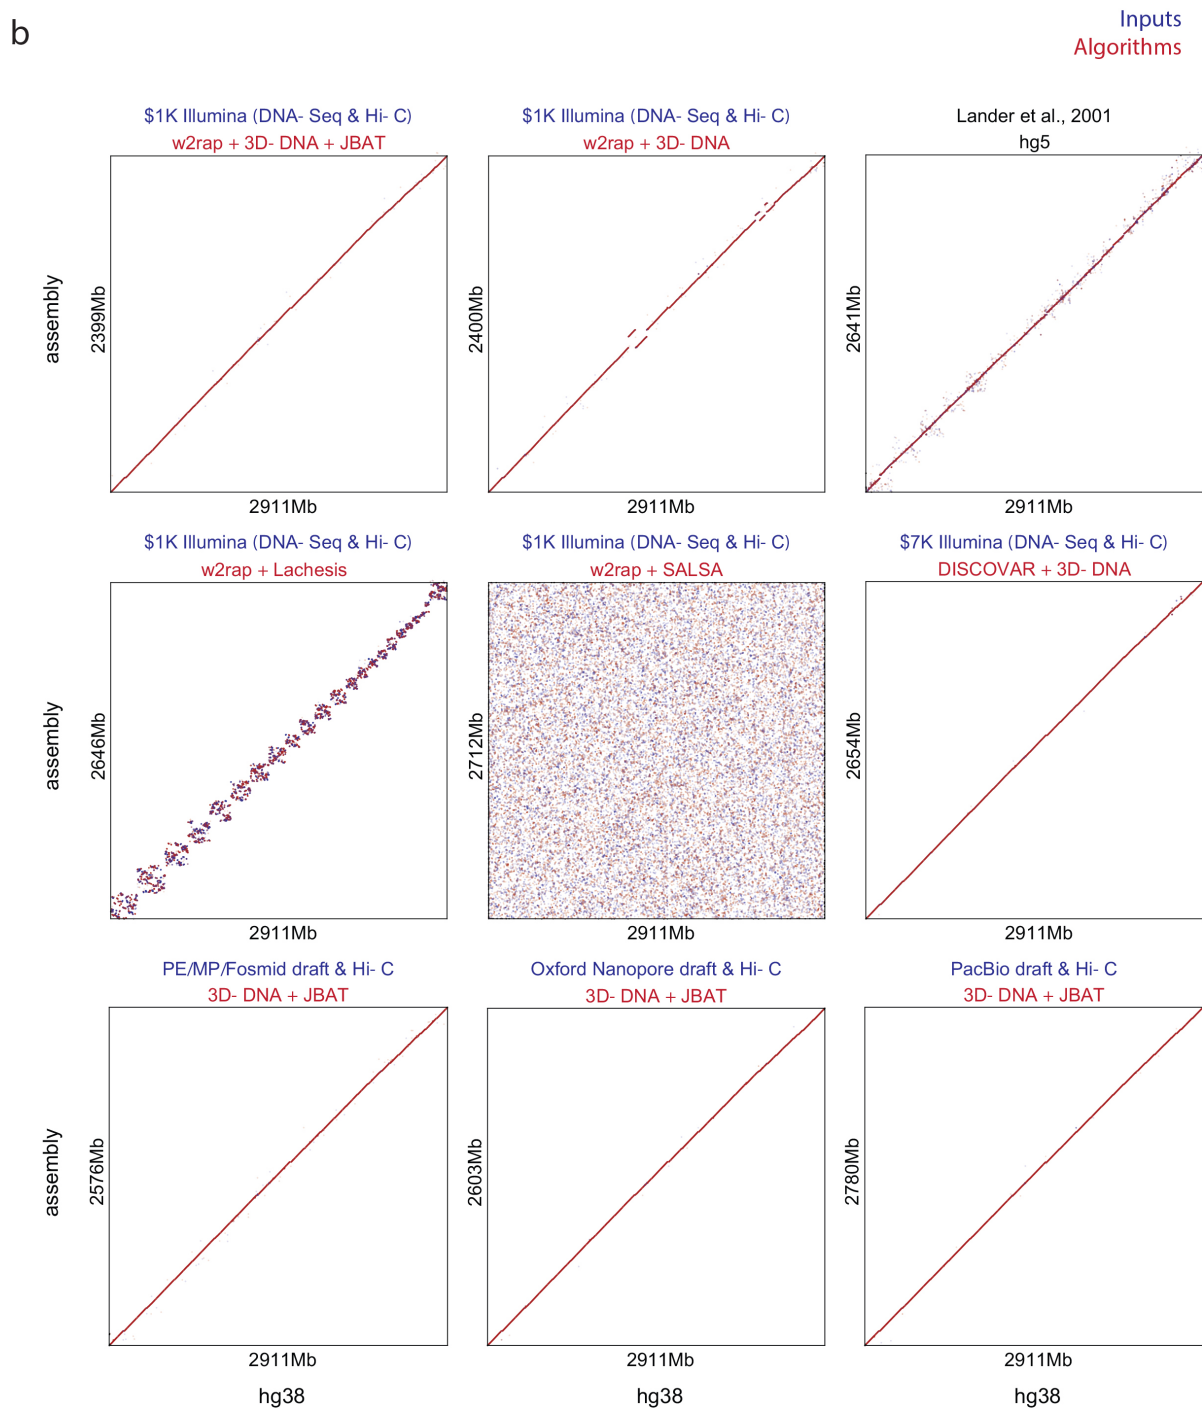 b
Inputs
Algorithms
$1K Illumina (DNA- Seq & Hi- C)
w2rap + 3D- DNA + JBAT
assembly
2399Mb
2911Mb
$1K Illumina (DNA- Seq & Hi- C)
w2rap + 3D- DNA
2400Mb
2911Mb
Lander et al., 2001
hg5
2641Mb
2911Mb
$1K Illumina (DNA- Seq & Hi- C)
w2rap + Lachesis
assembly
2646Mb
2911Mb
$1K Illumina (DNA- Seq & Hi- C)
w2rap + SALSA
2712Mb
2911Mb
$7K Illumina (DNA- Seq & Hi- C)
DISCOVAR + 3D- DNA
2654Mb
2911Mb
PE/MP/Fosmid draft & Hi- C
3D- DNA + JBAT
assembly
2576Mb
2911Mb
hg38
Oxford Nanopore draft & Hi- C
3D- DNA + JBAT
2603Mb
2911Mb
hg38
PacBio draft & Hi- C
3D- DNA + JBAT
2780Mb
2911Mb
hg38